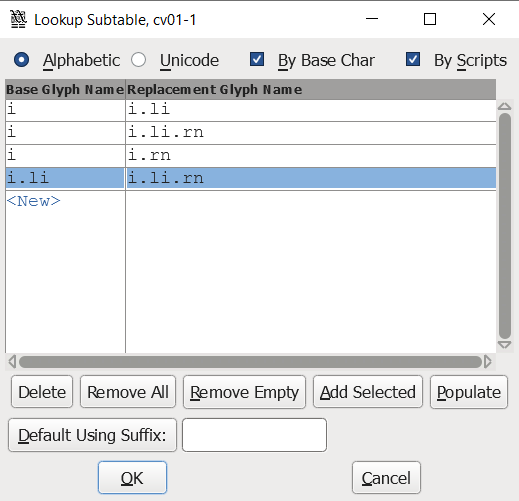 Lookup Subtable, cv01-1
Alphabetic Unicode By Base Char By Scripts
Base Glyph Name Replacement Glyph Name
i i.li
i i.li.rn
i i.rn
i.li i.li.rn
<New>
Delete Remove All Remove Empty Add Selected Populate
Default Using Suffix:
OK Cancel